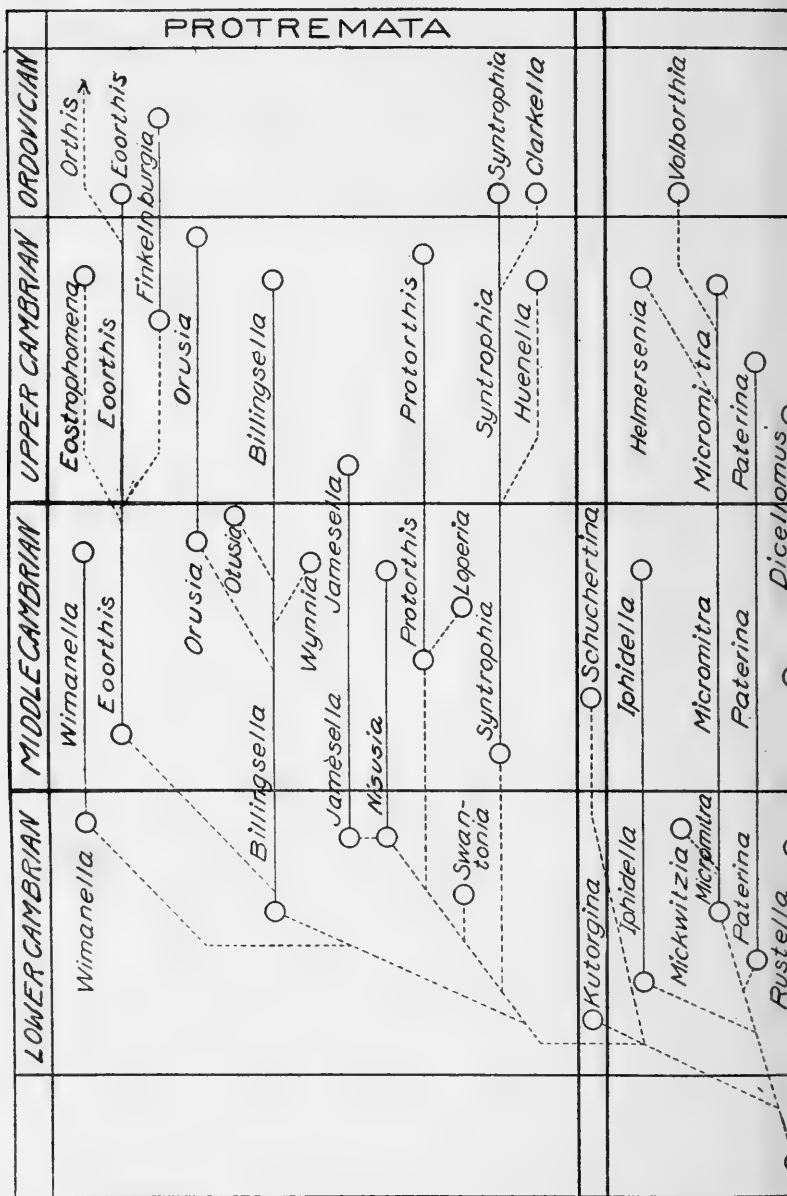 PROTREMATA
ORDOVICIAN
Orthis
Eoorthis
Finkelnburgia
Syntrophia
Clarkella
Volborthia
UPPER CAMBRIAN
Eostrophomena
Eoorthis
Orusia
Billingsella
Protorthis
Syntrophia
Huenella
Helmersenia
Micromitra
Paterina
Dicellomus
MIDDLE CAMBRIAN
Wimanella
Eoorthis
Orusia
Otusia
Wynnia
Jamesella
Protorthis
Loperia
Syntrophia
Schuchertina
Iphidella
Micromitra
Paterina
LOWER CAMBRIAN
Wimanella
Billingsella
Jamesella
Nisusia
Swan-
tonia
Kutorgina
Iphidella
Mickwitzia
Micromitra
Paterina
Rustella